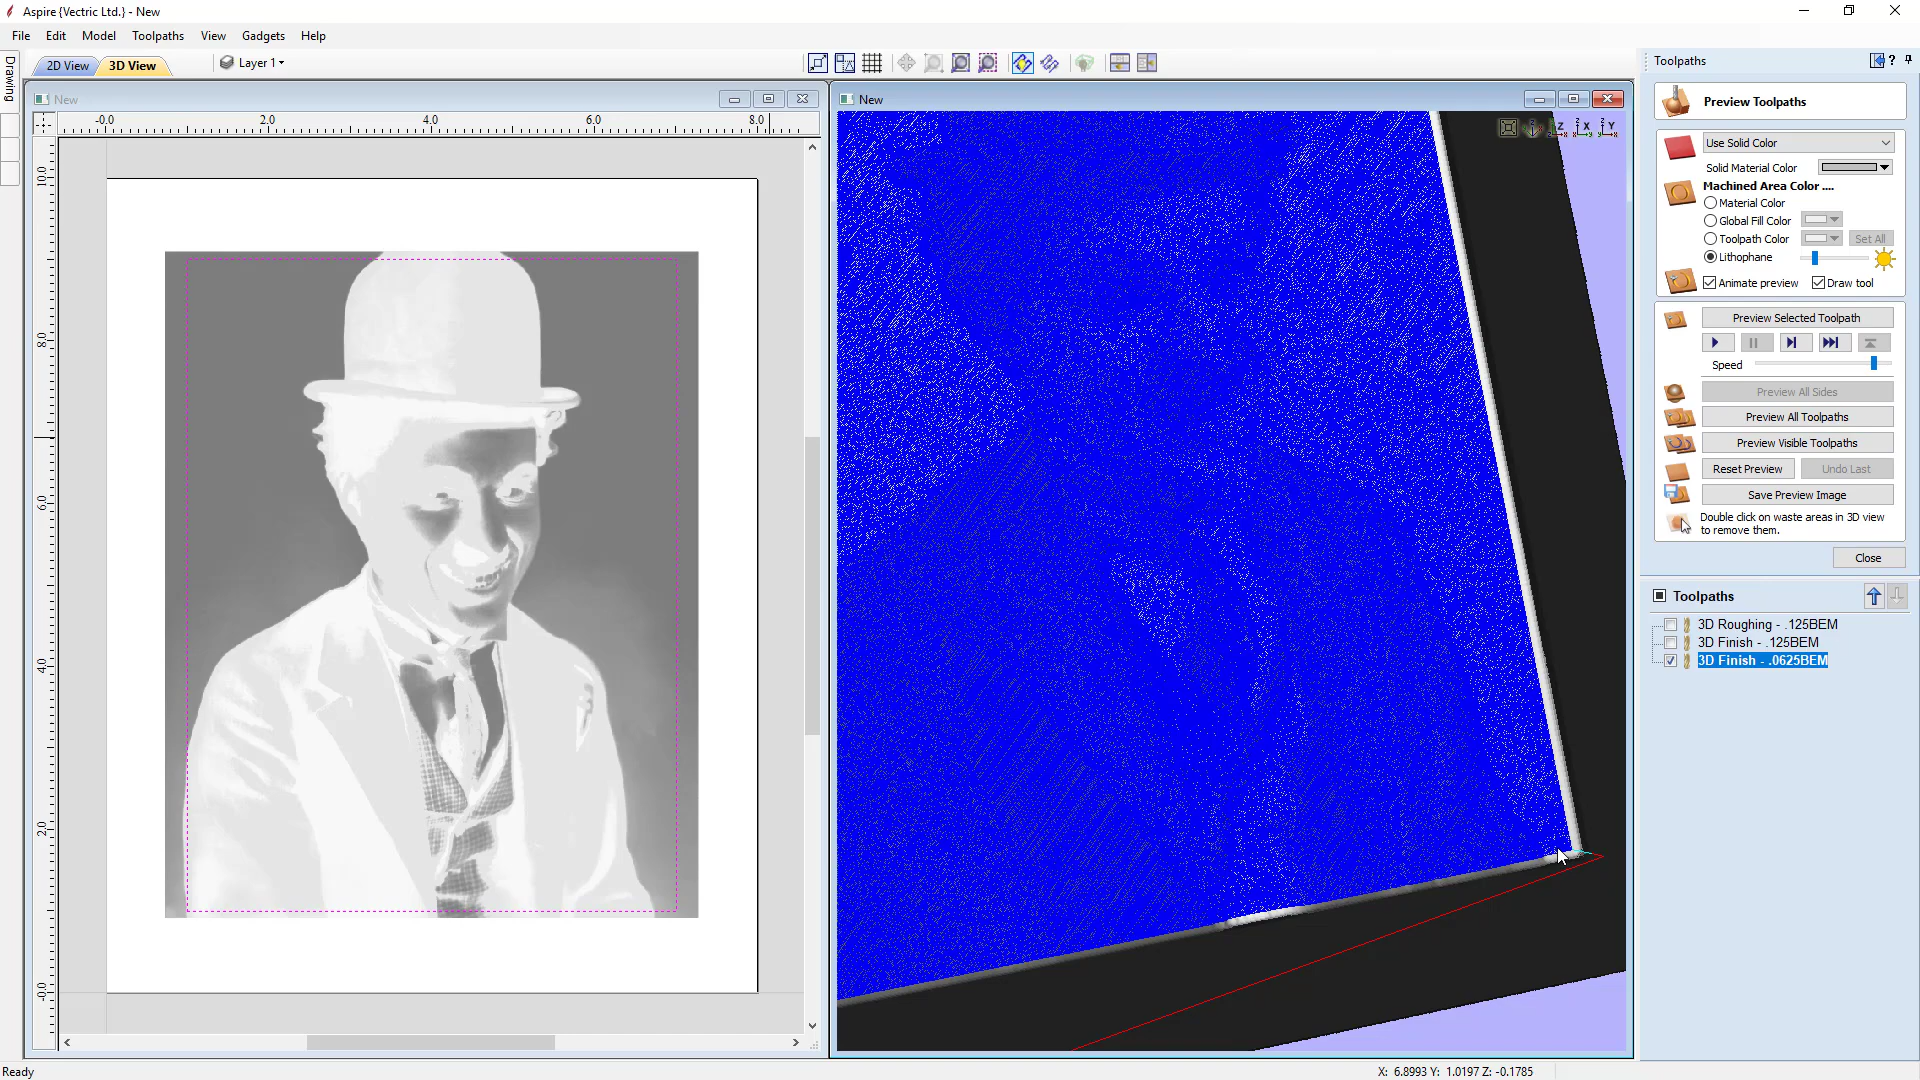 Aspire {Vectric Ltd.} - New
File Edit Model Toolpaths View Gadgets Help
Drawing
2D View 3D View Layer 1
New
-0.0 2.0 4.0 6.0 8.0
10.0
8.0
6.0
4.0
2.0
-0.0
New
Z X Y
Toolpaths
Preview Toolpaths
Use Solid Color
Solid Material Color
Machined Area Color ....
Material Color
Global Fill Color
Toolpath Color Set All
Lithophane
Animate preview Draw tool
Preview Selected Toolpath
Speed
Preview All Sides
Preview All Toolpaths
Preview Visible Toolpaths
Reset Preview Undo Last
Save Preview Image
Double click on waste areas in 3D view
to remove them.
Close
Toolpaths
3D Roughing - .125BEM
3D Finish - .125BEM
3D Finish - .0625BEM
Ready
X: 6.8993 Y: 1.0197 Z: -0.1785